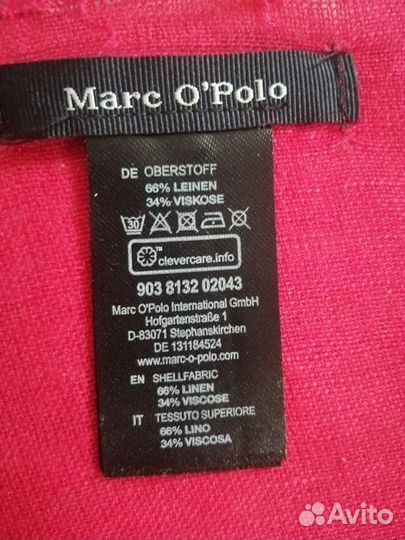 Marc O'Polo
DE OBERSTOFF
66% LEINEN
34% VISKOSE
30
TM
clevercare.info
903 8132 02043
Marc O'Polo International GmbH
Hofgartenstraße 1
D-83071 Stephanskirchen
DE 131184524
www.marc-o-polo.com
EN SHELLFABRIC
66% LINEN
34% VISCOSE
IT TESSUTO SUPERIORE
66% LINO
34% VISCOSA
Avito